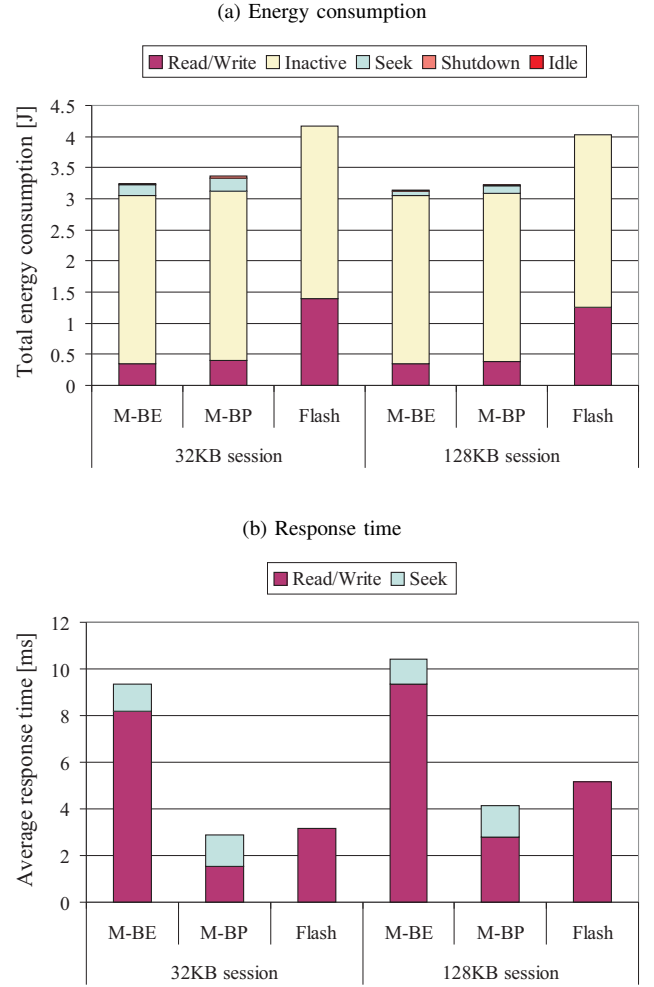 (a) Energy consumption
Read/Write Inactive Seek Shutdown Idle
Total energy consumption [J]
4.5
4
3.5
3
2.5
2
1.5
1
0.5
0
M-BE M-BP Flash M-BE M-BP Flash
32KB session 128KB session
(b) Response time
Read/Write Seek
Average response time [ms]
12
10
8
6
4
2
0
M-BE M-BP Flash M-BE M-BP Flash
32KB session 128KB session